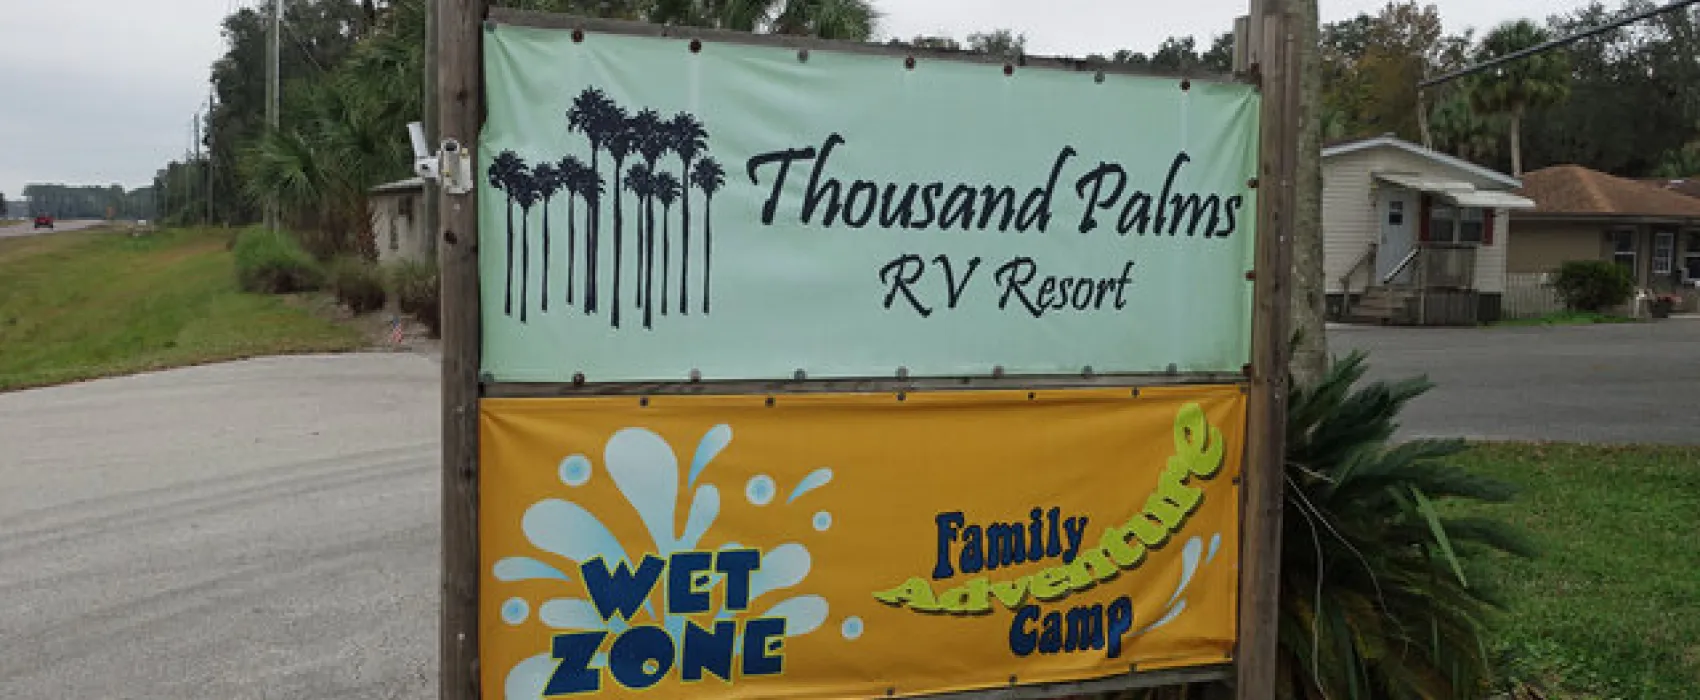 Thousand Palms
RV Resort
WET
ZONE
Family
Adventure
Camp